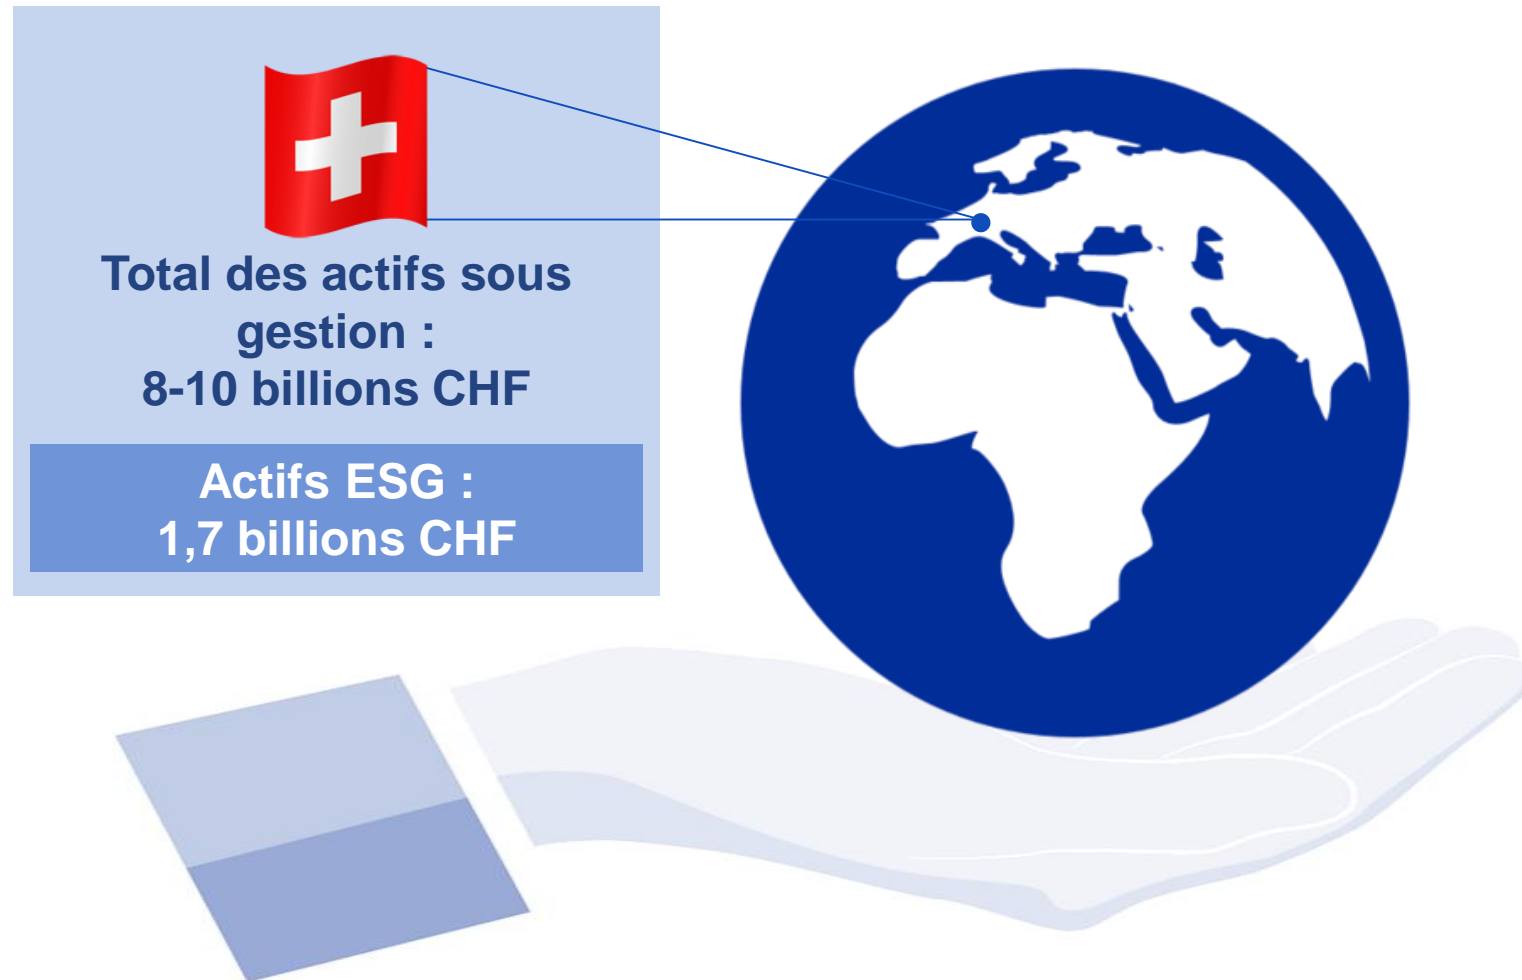 Total des actifs sous
gestion :
8-10 billions CHF
Actifs ESG :
1,7 billions CHF